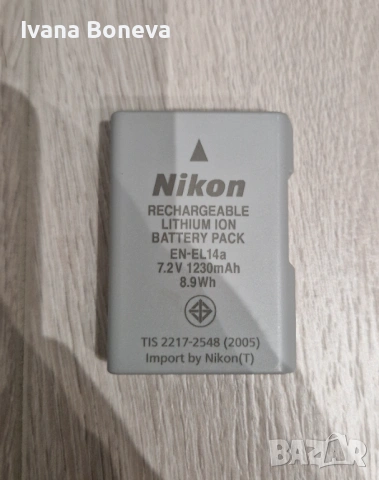 Ivana Boneva
Nikon
RECHARGEABLE
LITHIUM ION
BATTERY PACK
EN-EL14a
7.2V 1230mAh
8.9Wh
TIS 2217-2548 (2005)
Import by Nikon(T)
BAZAR